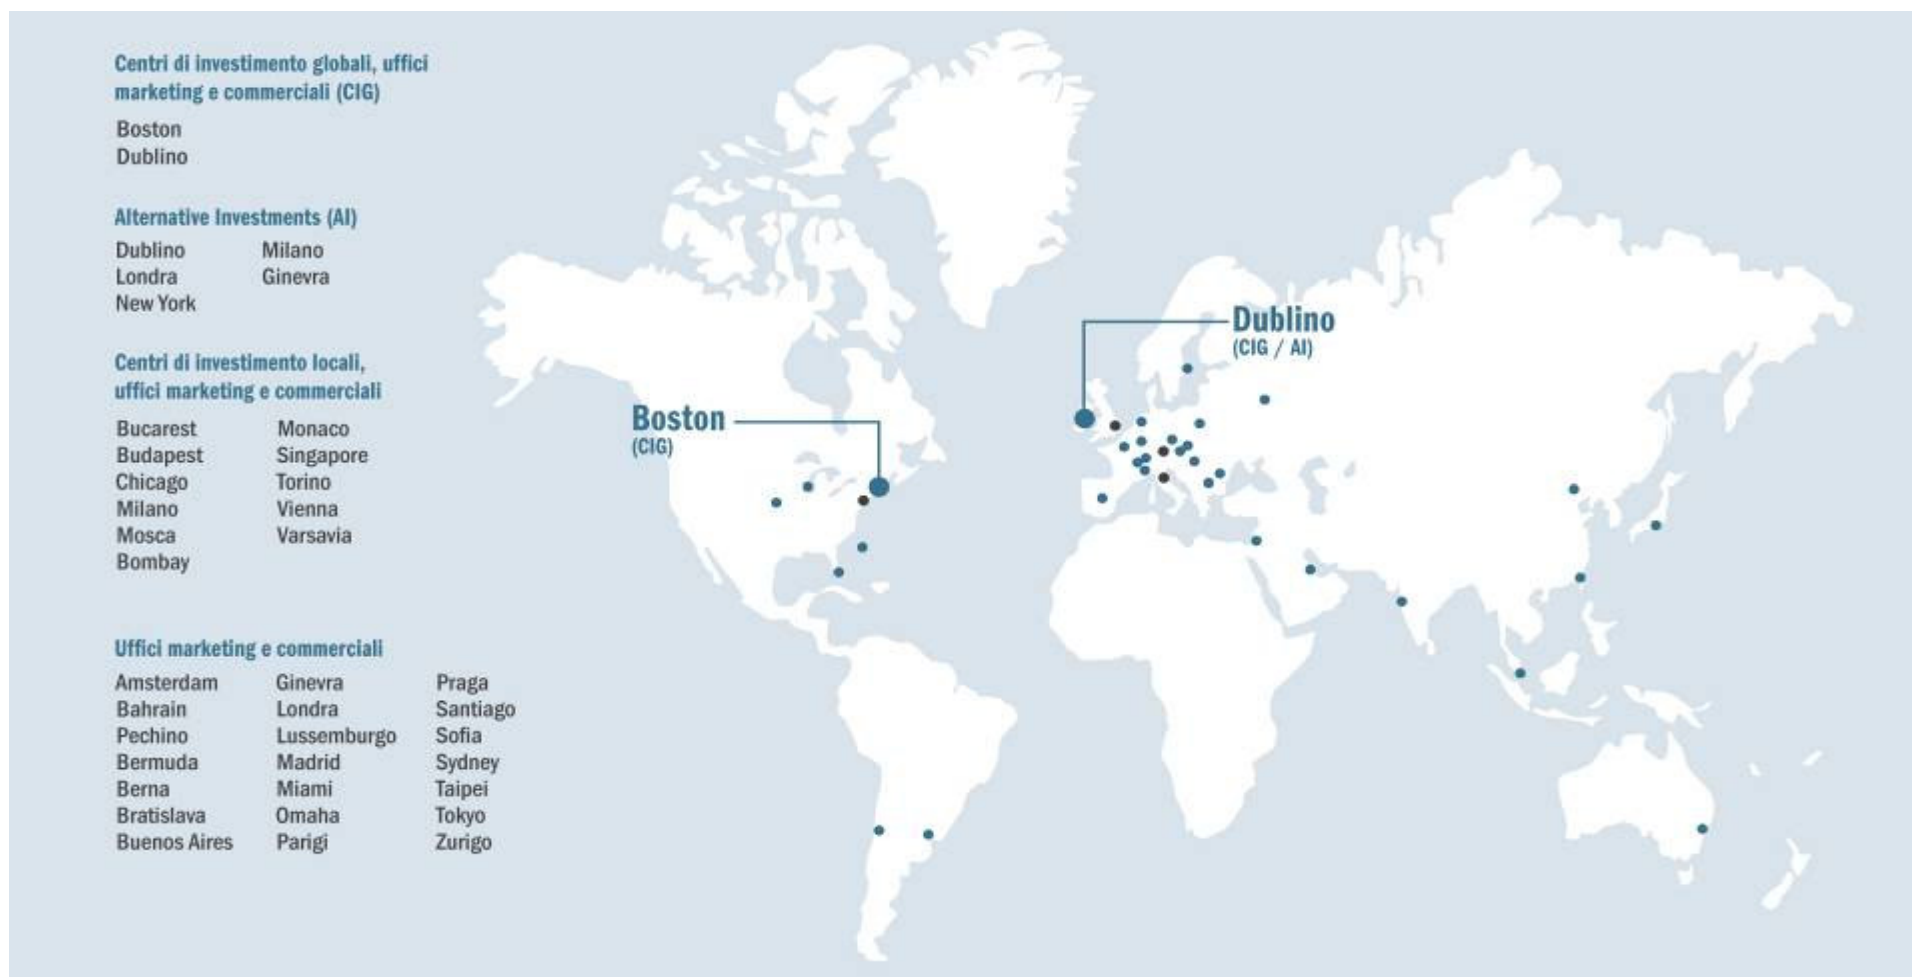 Centri di investimento globali, uffici
marketing e commerciali (CIG)
Boston
Dublino
Alternative Investments (AI)
Dublino Milano
Londra Ginevra
New York
Centri di investimento locali,
uffici marketing e commerciali
Bucarest Monaco
Budapest Singapore
Chicago Torino
Milano Vienna
Mosca Varsavia
Bombay
Uffici marketing e commerciali
Amsterdam Ginevra Praga
Bahrain Londra Santiago
Pechino Lussemburgo Sofia
Bermuda Madrid Sydney
Berna Miami Taipei
Bratislava Omaha Tokyo
Buenos Aires Parigi Zurigo
Boston
(CIG)
Dublino
(CIG / AI)